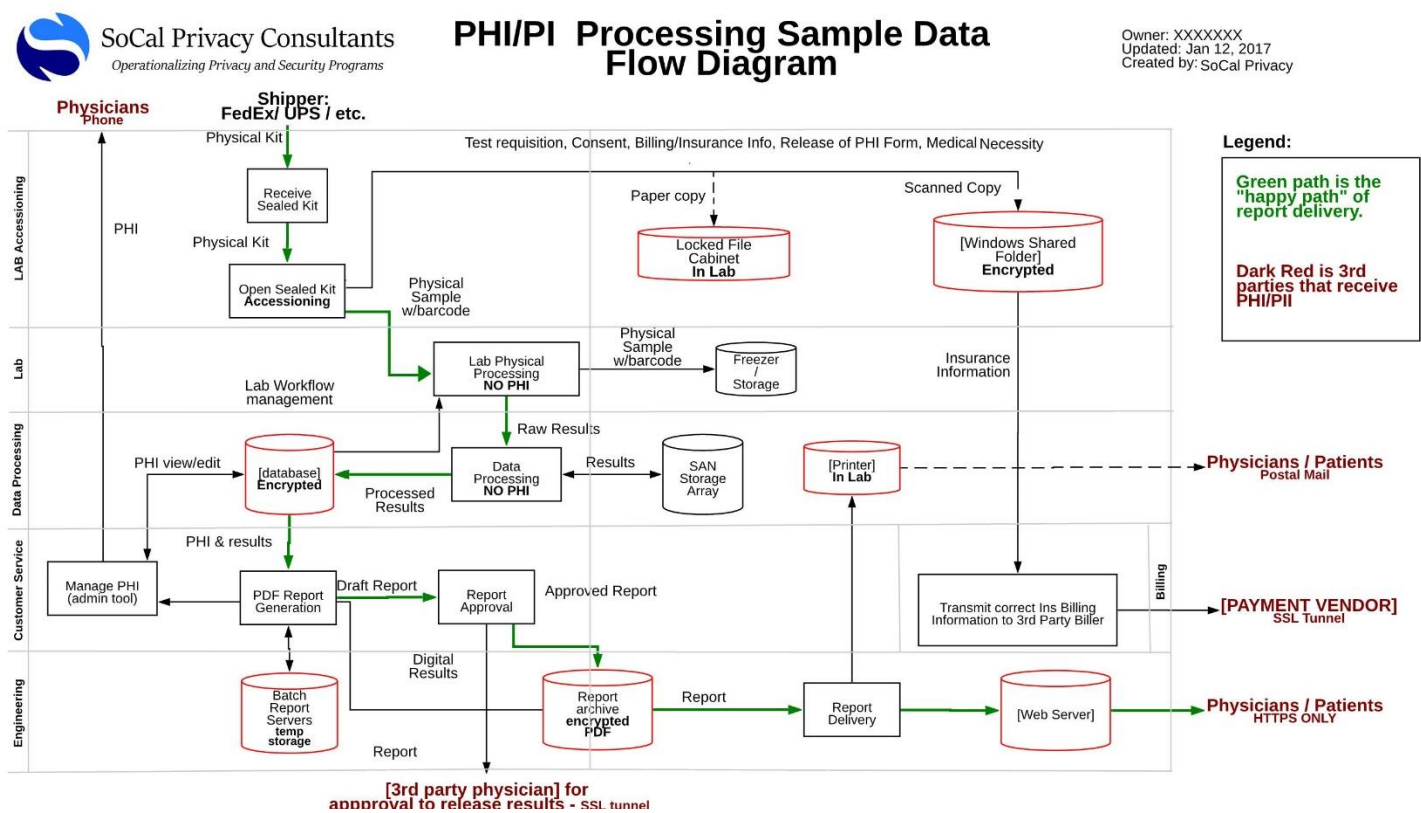 SoCal Privacy Consultants
Operationalizing Privacy and Security Programs
PHI/PI Processing Sample Data
Flow Diagram
Owner: XXXXXXX
Updated: Jan 12, 2017
Created by: SoCal Privacy
Physicians
Phone
Shipper:
FedEx/ UPS / etc.
Physical Kit
Test requisition, Consent, Billing/Insurance Info, Release of PHI Form, Medical Necessity
Legend:
Green path is the
"happy path" of
report delivery.
Dark Red is 3rd
parties that receive
PHI/PII
LAB Accessioning
PHI
Receive
Sealed Kit
Physical Kit
Open Sealed Kit
Accessioning
Physical
Sample
w/barcode
Paper copy
Locked File
Cabinet
In Lab
Scanned Copy
[Windows Shared
Folder]
Encrypted
Lab
Lab Workflow
management
Lab Physical
Processing
NO PHI
Physical
Sample
w/barcode
Freezer
/
Storage
Insurance
Information
Data Processing
PHI view/edit
[database]
Encrypted
Processed
Results
Raw Results
Data
Processing
NO PHI
Results
SAN
Storage
Array
[Printer]
In Lab
Physicians / Patients
Postal Mail
Customer Service
PHI & results
Manage PHI
(admin tool)
PDF Report
Generation
Draft Report
Report
Approval
Approved Report
Transmit correct Ins Billing
Information to 3rd Party Biller
Billing
[PAYMENT VENDOR]
SSL Tunnel
Engineering
Batch
Report
Servers
temp
storage
Digital
Results
Report
Report
archive
encrypted
PDF
Report
Report
Delivery
[Web Server]
Physicians / Patients
HTTPS ONLY
[3rd party physician] for
appproval to release results - SSL tunnel